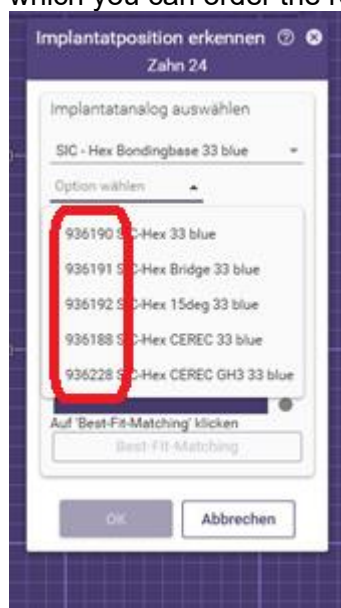 which you can order the
Implantatposition erkennen
Zahn 24
Implantatanalog auswählen
SIC - Hex Bondingbase 33 blue
Option wählen
936190 SIC-Hex 33 blue
936191 SIC-Hex Bridge 33 blue
936192 SIC-Hex 15deg 33 blue
936188 SIC-Hex CEREC 33 blue
936228 SIC-Hex CEREC GH3 33 blue
Auf 'Best-Fit-Matching' klicken
Best-Fit-Matching
OK
Abbrechen